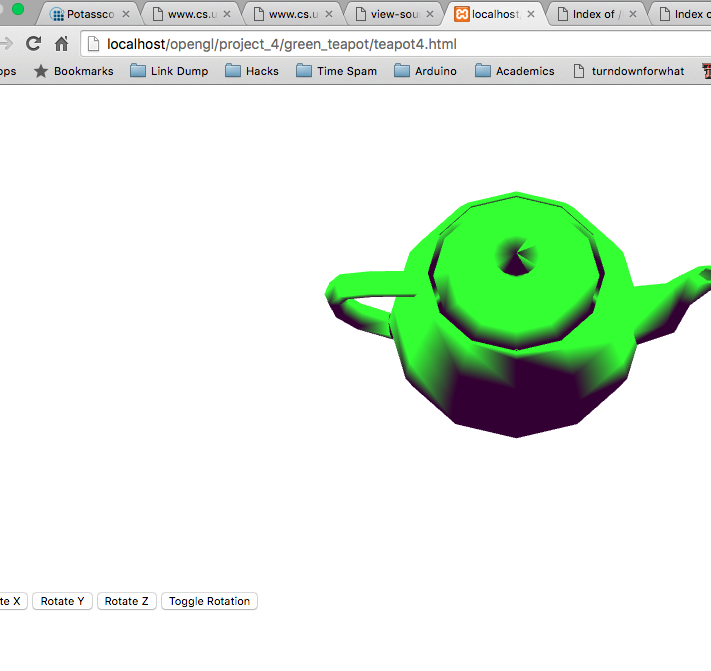 Potassco www.cs.u www.cs.u view-sou localhost Index of / Index o
localhost/opengl/project_4/green_teapot/teapot4.html
ops Bookmarks Link Dump Hacks Time Spam Arduino Academics turndownforwhat
te X Rotate Y Rotate Z Toggle Rotation